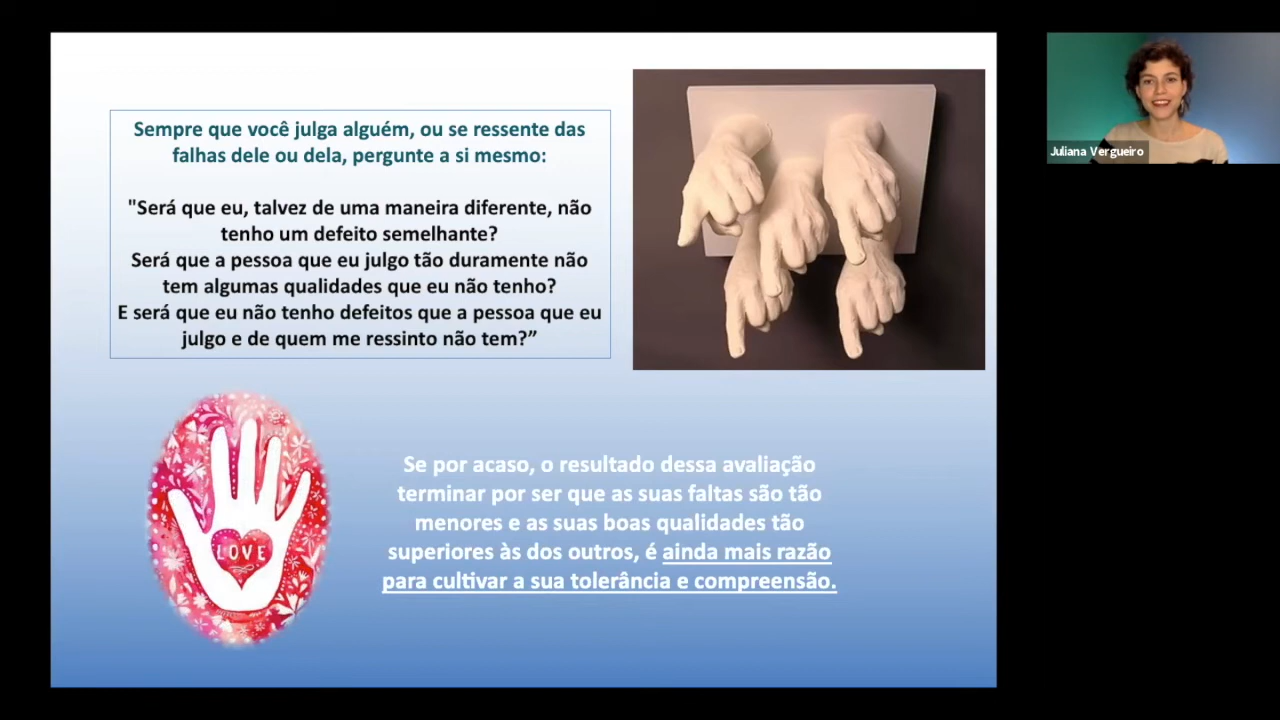 Sempre que você julga alguém, ou se ressente das
falhas dele ou dela, pergunte a si mesmo:
"Será que eu, talvez de uma maneira diferente, não
tenho um defeito semelhante?
Será que a pessoa que eu julgo tão duramente não
tem algumas qualidades que eu não tenho?
E será que eu não tenho defeitos que a pessoa que eu
julgo e de quem me ressinto não tem?”
Juliana Vergueiro
LOVE
Se por acaso, o resultado dessa avaliação
terminar por ser que as suas faltas são tão
menores e as suas boas qualidades tão
superiores às dos outros, é ainda mais razão
para cultivar a sua tolerância e compreensão.